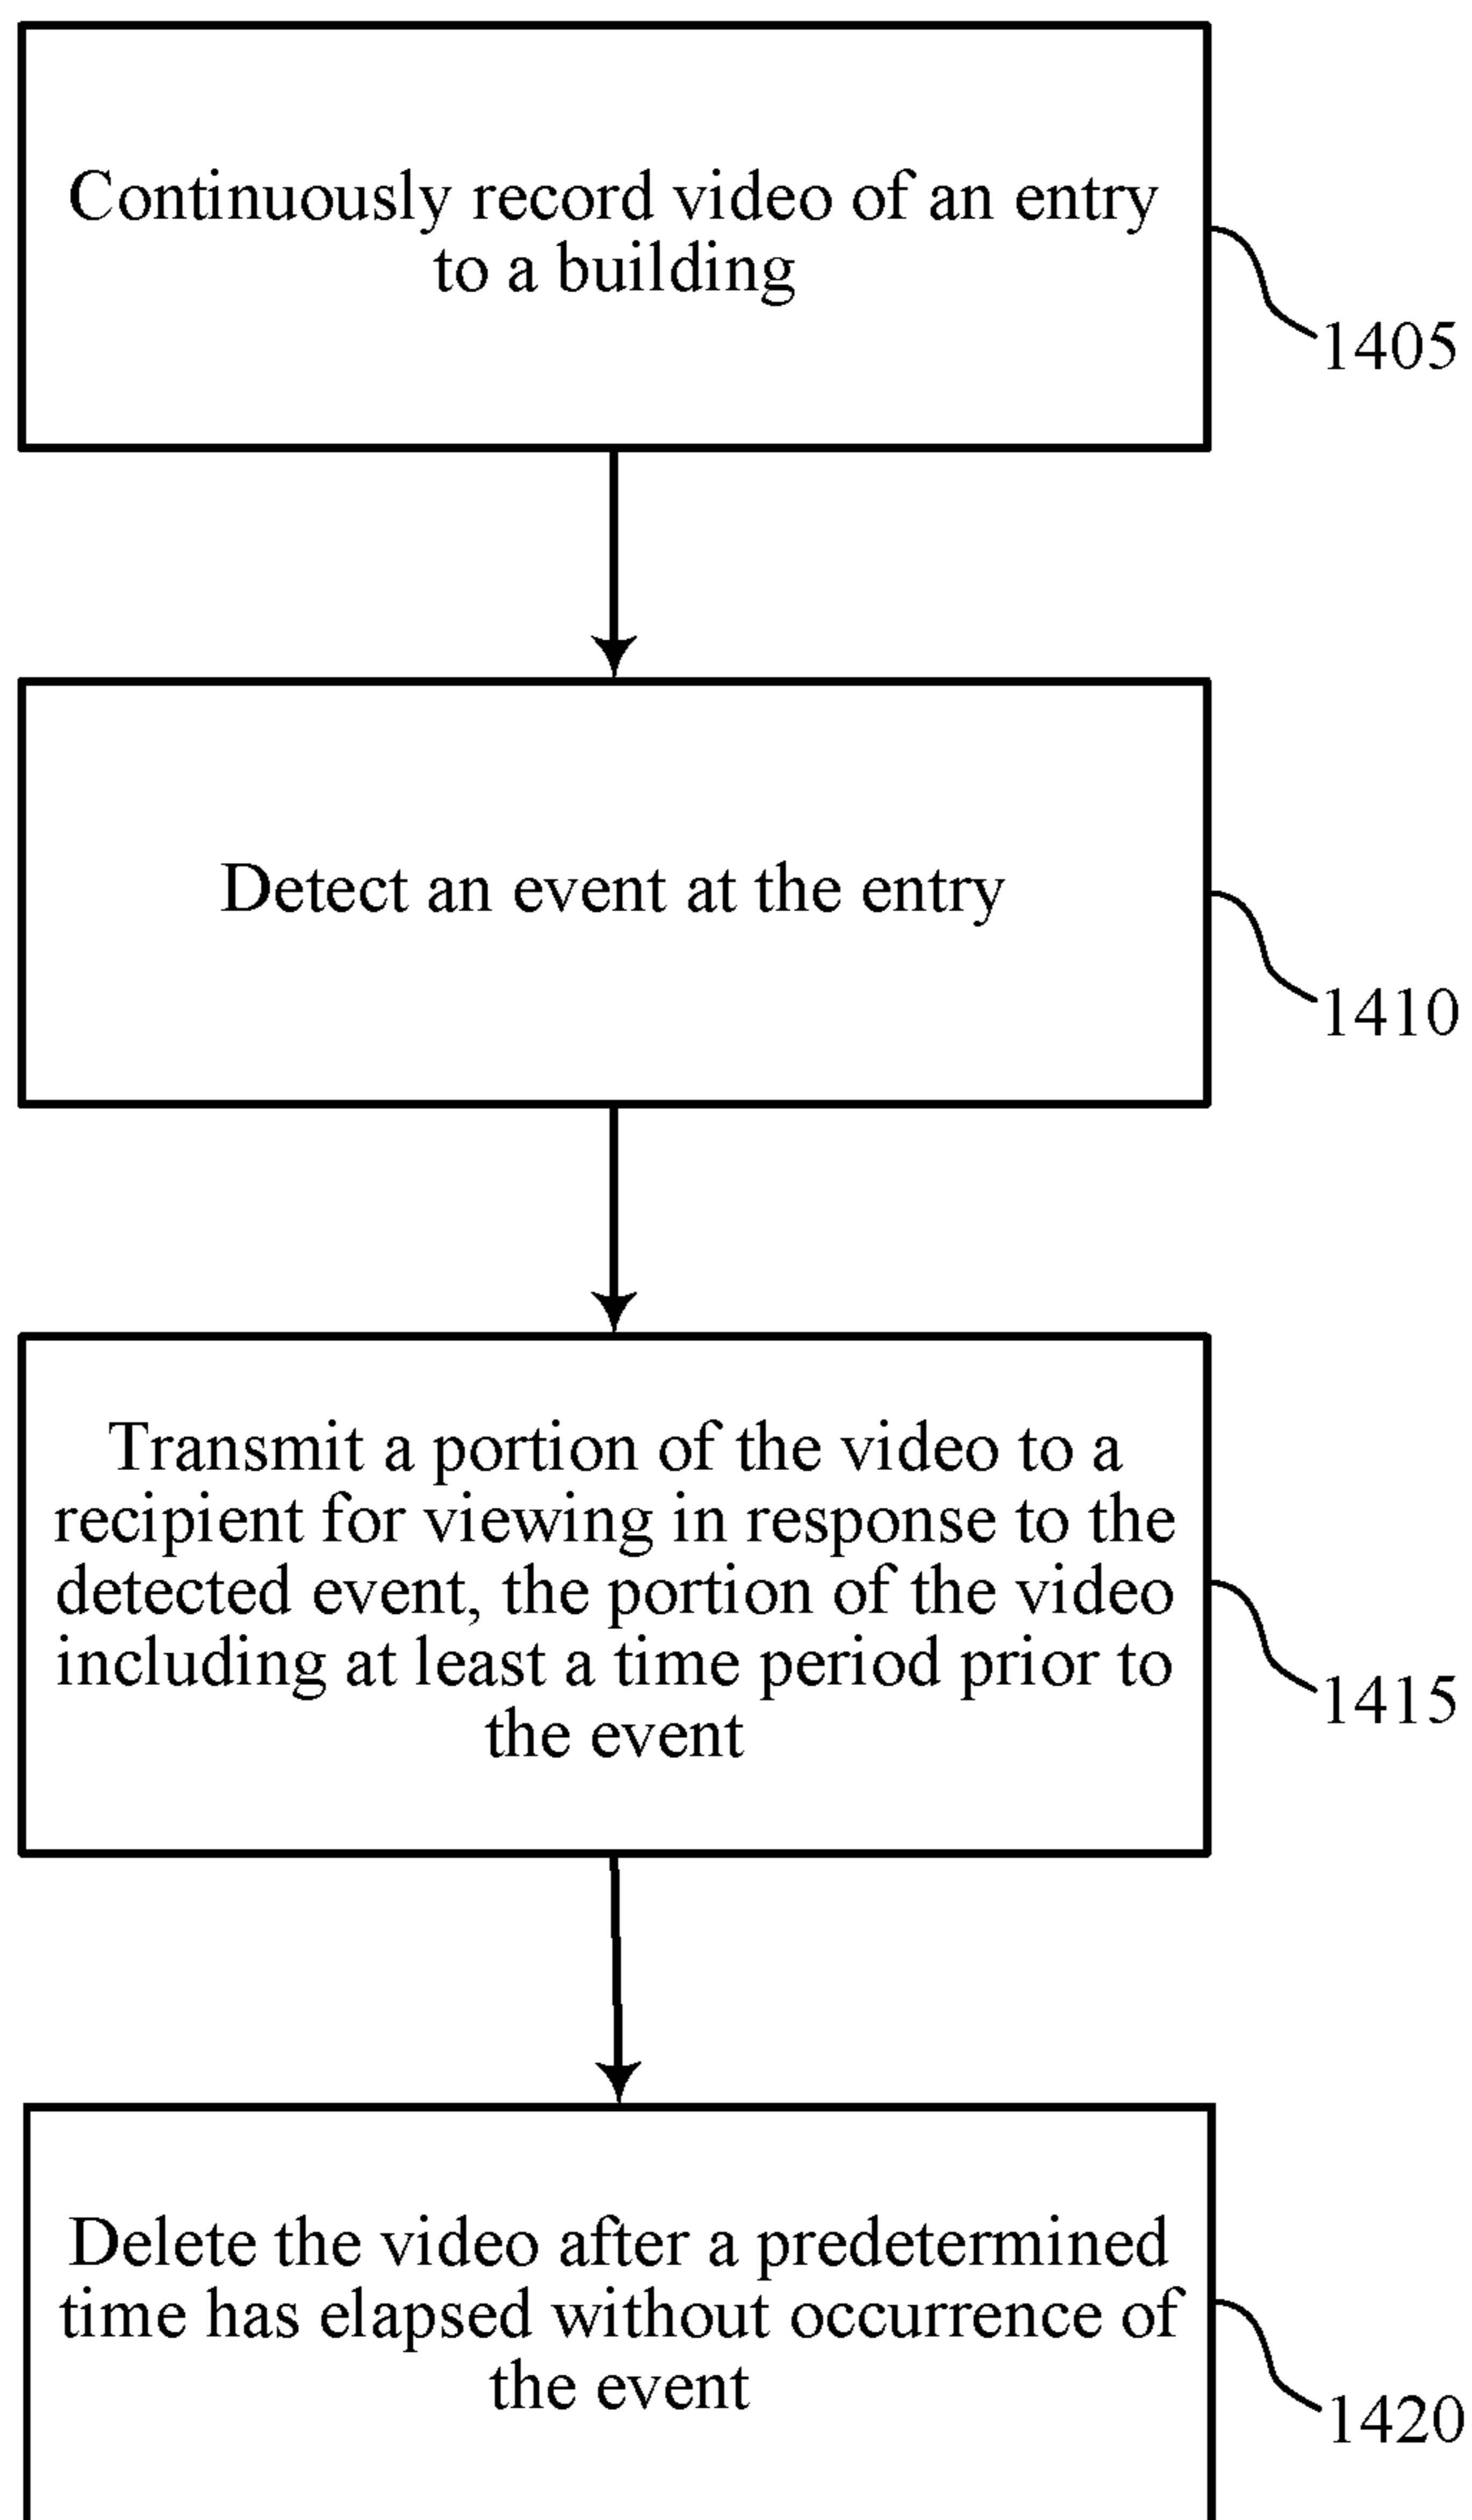 Continuously record video of an entry
to a building
1405
Detect an event at the entry
1410
Transmit a portion of the video to a
recipient for viewing in response to the
detected event, the portion of the video
including at least a time period prior to
the event
1415
Delete the video after a predetermined
time has elapsed without occurrence of
the event
1420